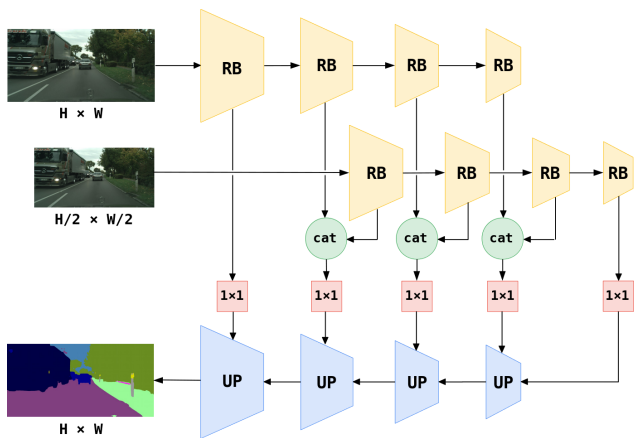 RB
RB
RB
RB
H × W
RB
RB
RB
RB
H/2 × W/2
cat
cat
cat
1×1
1×1
1×1
1×1
1×1
UP
UP
UP
UP
H × W